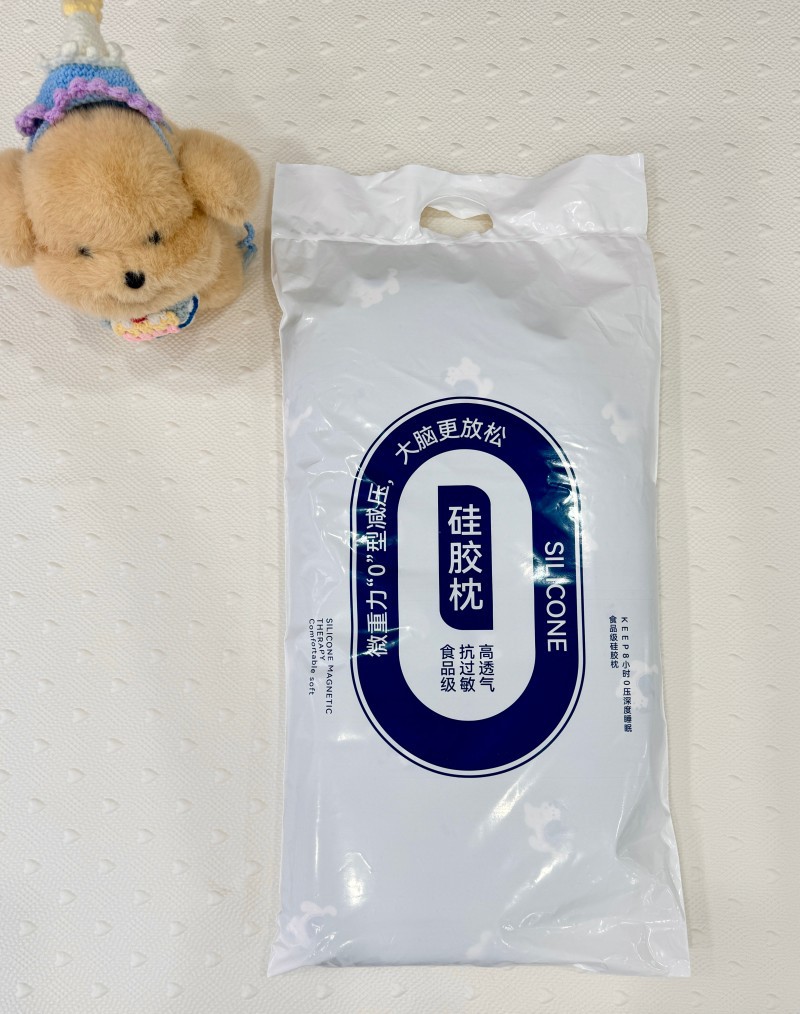 微重力“0”型减压，大脑更放松
硅胶枕
SILICONE
高透气
抗过敏
食品级
SILICONE MAGNETIC
THERAPY
Comfortable soft
KEEP8小时0压深度睡眠
食品级硅胶枕